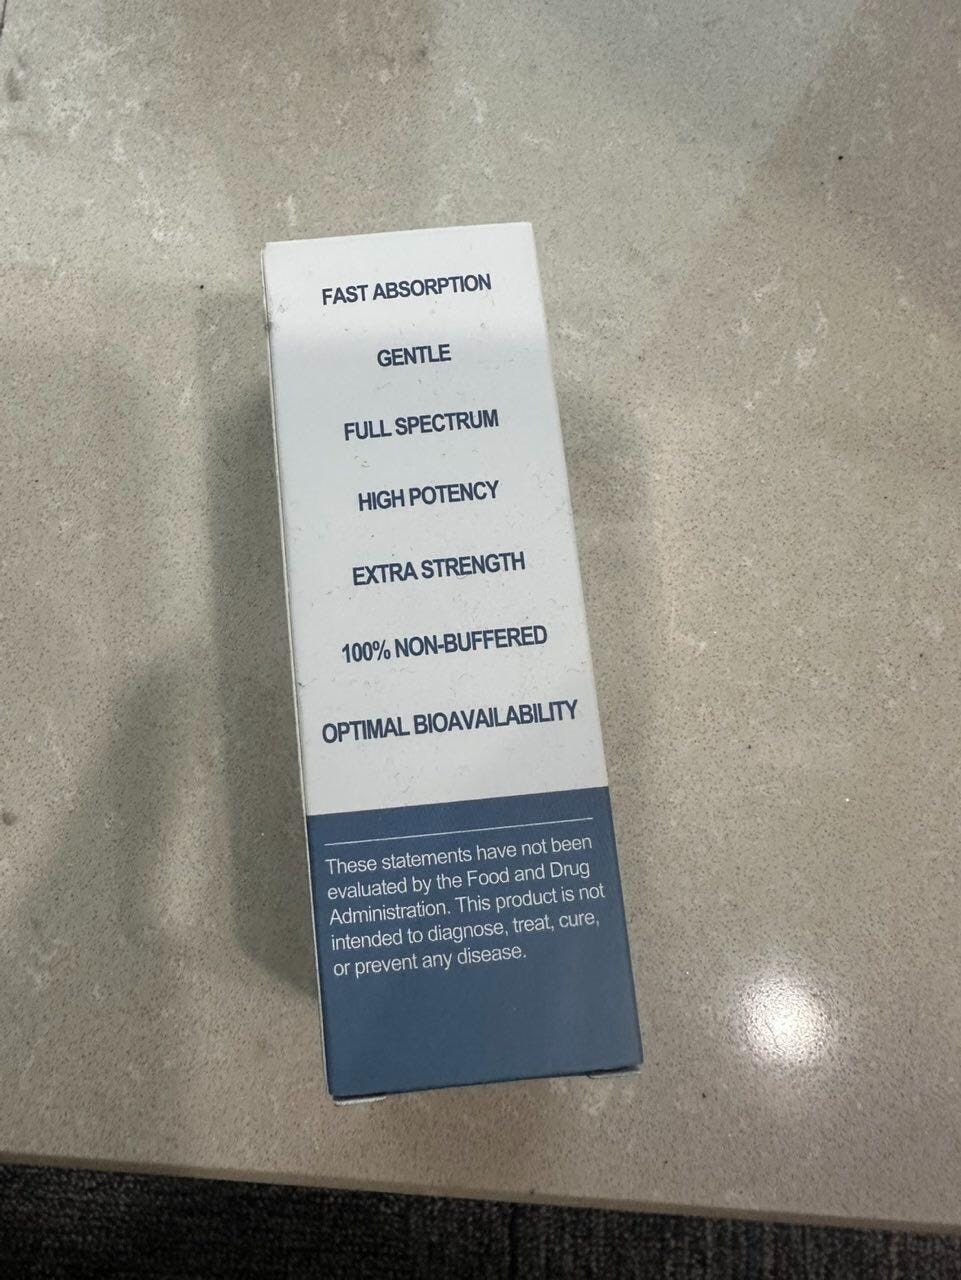 FAST ABSORPTION
GENTLE
FULL SPECTRUM
HIGH POTENCY
EXTRA STRENGTH
100% NON-BUFFERED
OPTIMAL BIOAVAILABILITY
These statements have not been
evaluated by the Food and Drug
Administration. This product is not
intended to diagnose, treat, cure,
or prevent any disease.